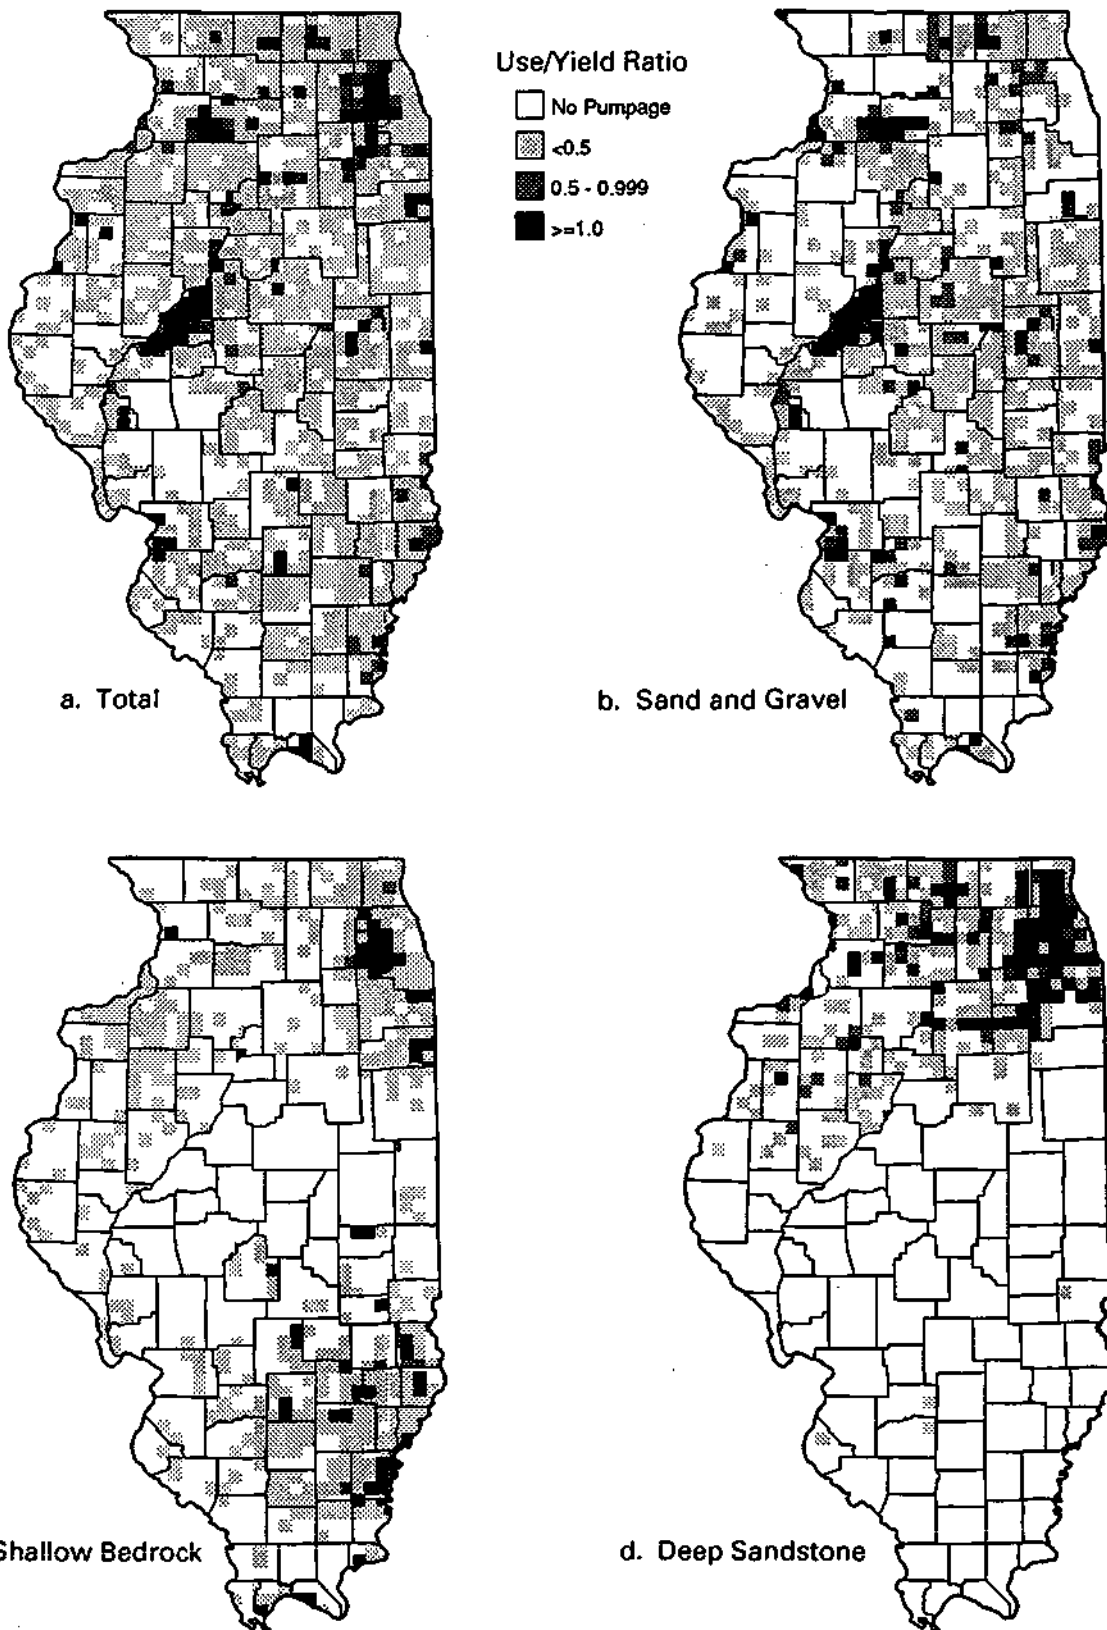 Use/Yield Ratio
No Pumpage
<0.5
0.5 - 0.999
>=1.0
a. Total
b. Sand and Gravel
Shallow Bedrock
d. Deep Sandstone